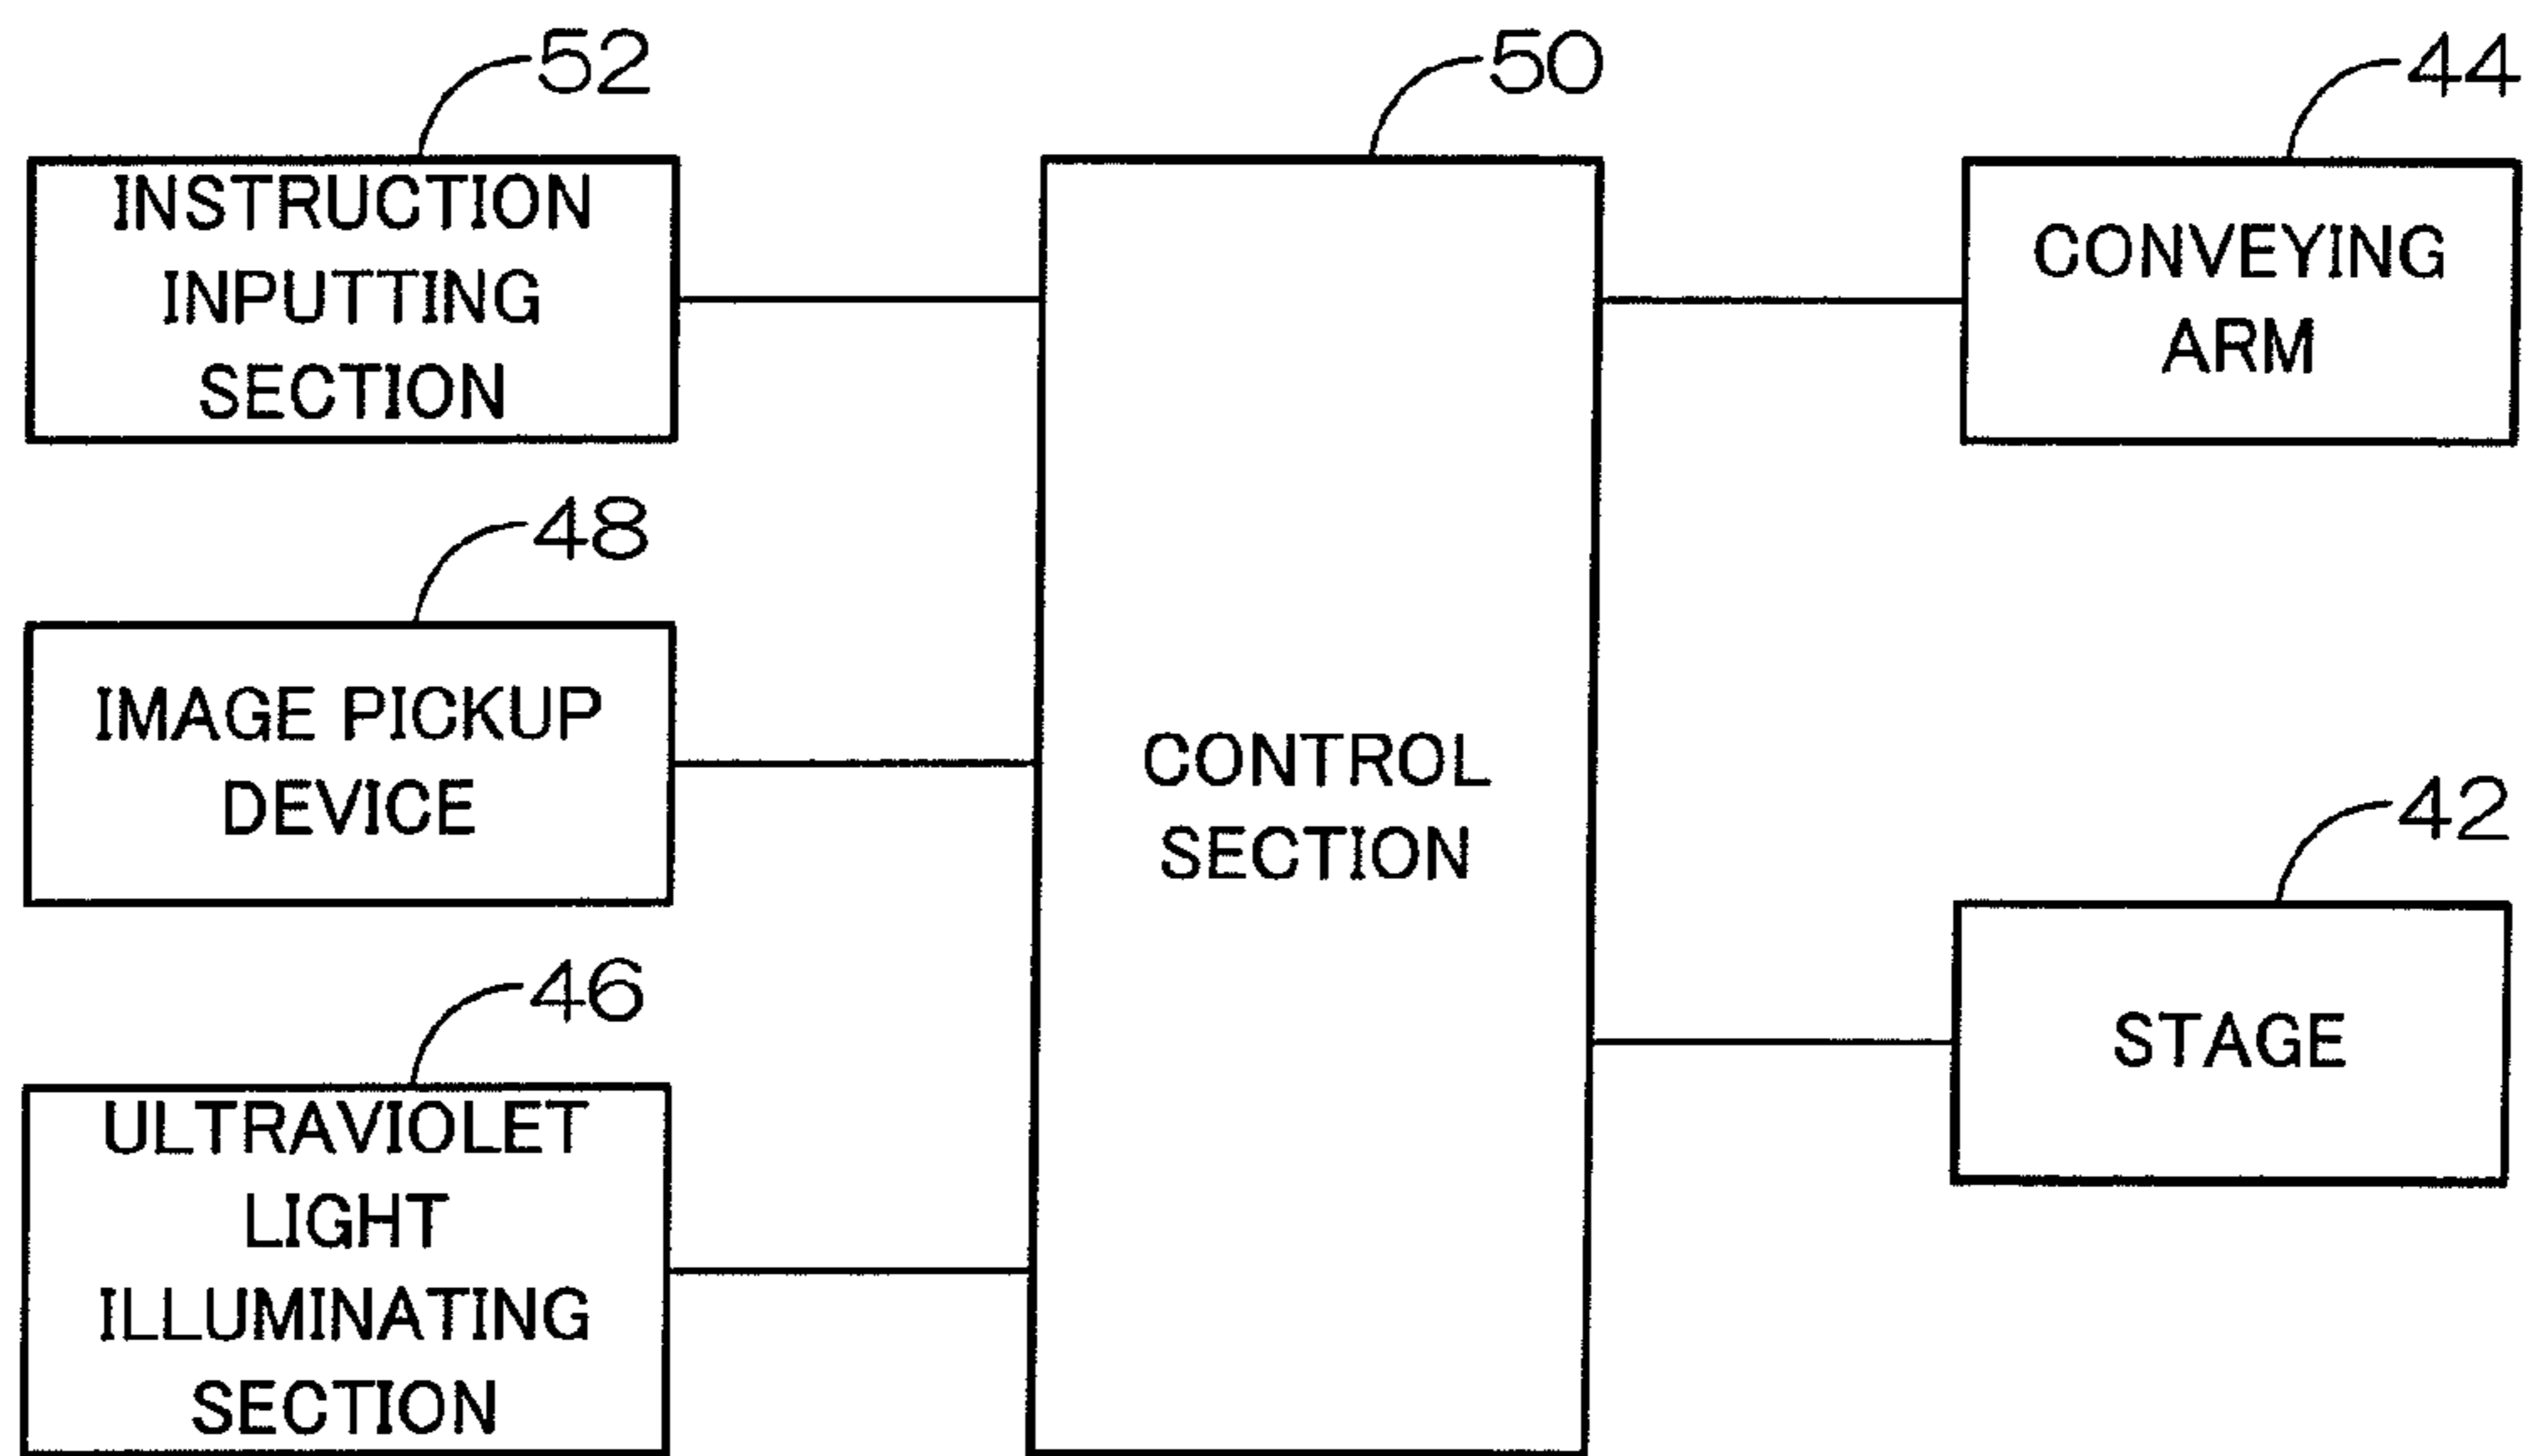 52
INSTRUCTION
INPUTTING
SECTION
48
IMAGE PICKUP
DEVICE
46
ULTRAVIOLET
LIGHT
ILLUMINATING
SECTION
50
CONTROL
SECTION
44
CONVEYING
ARM
42
STAGE